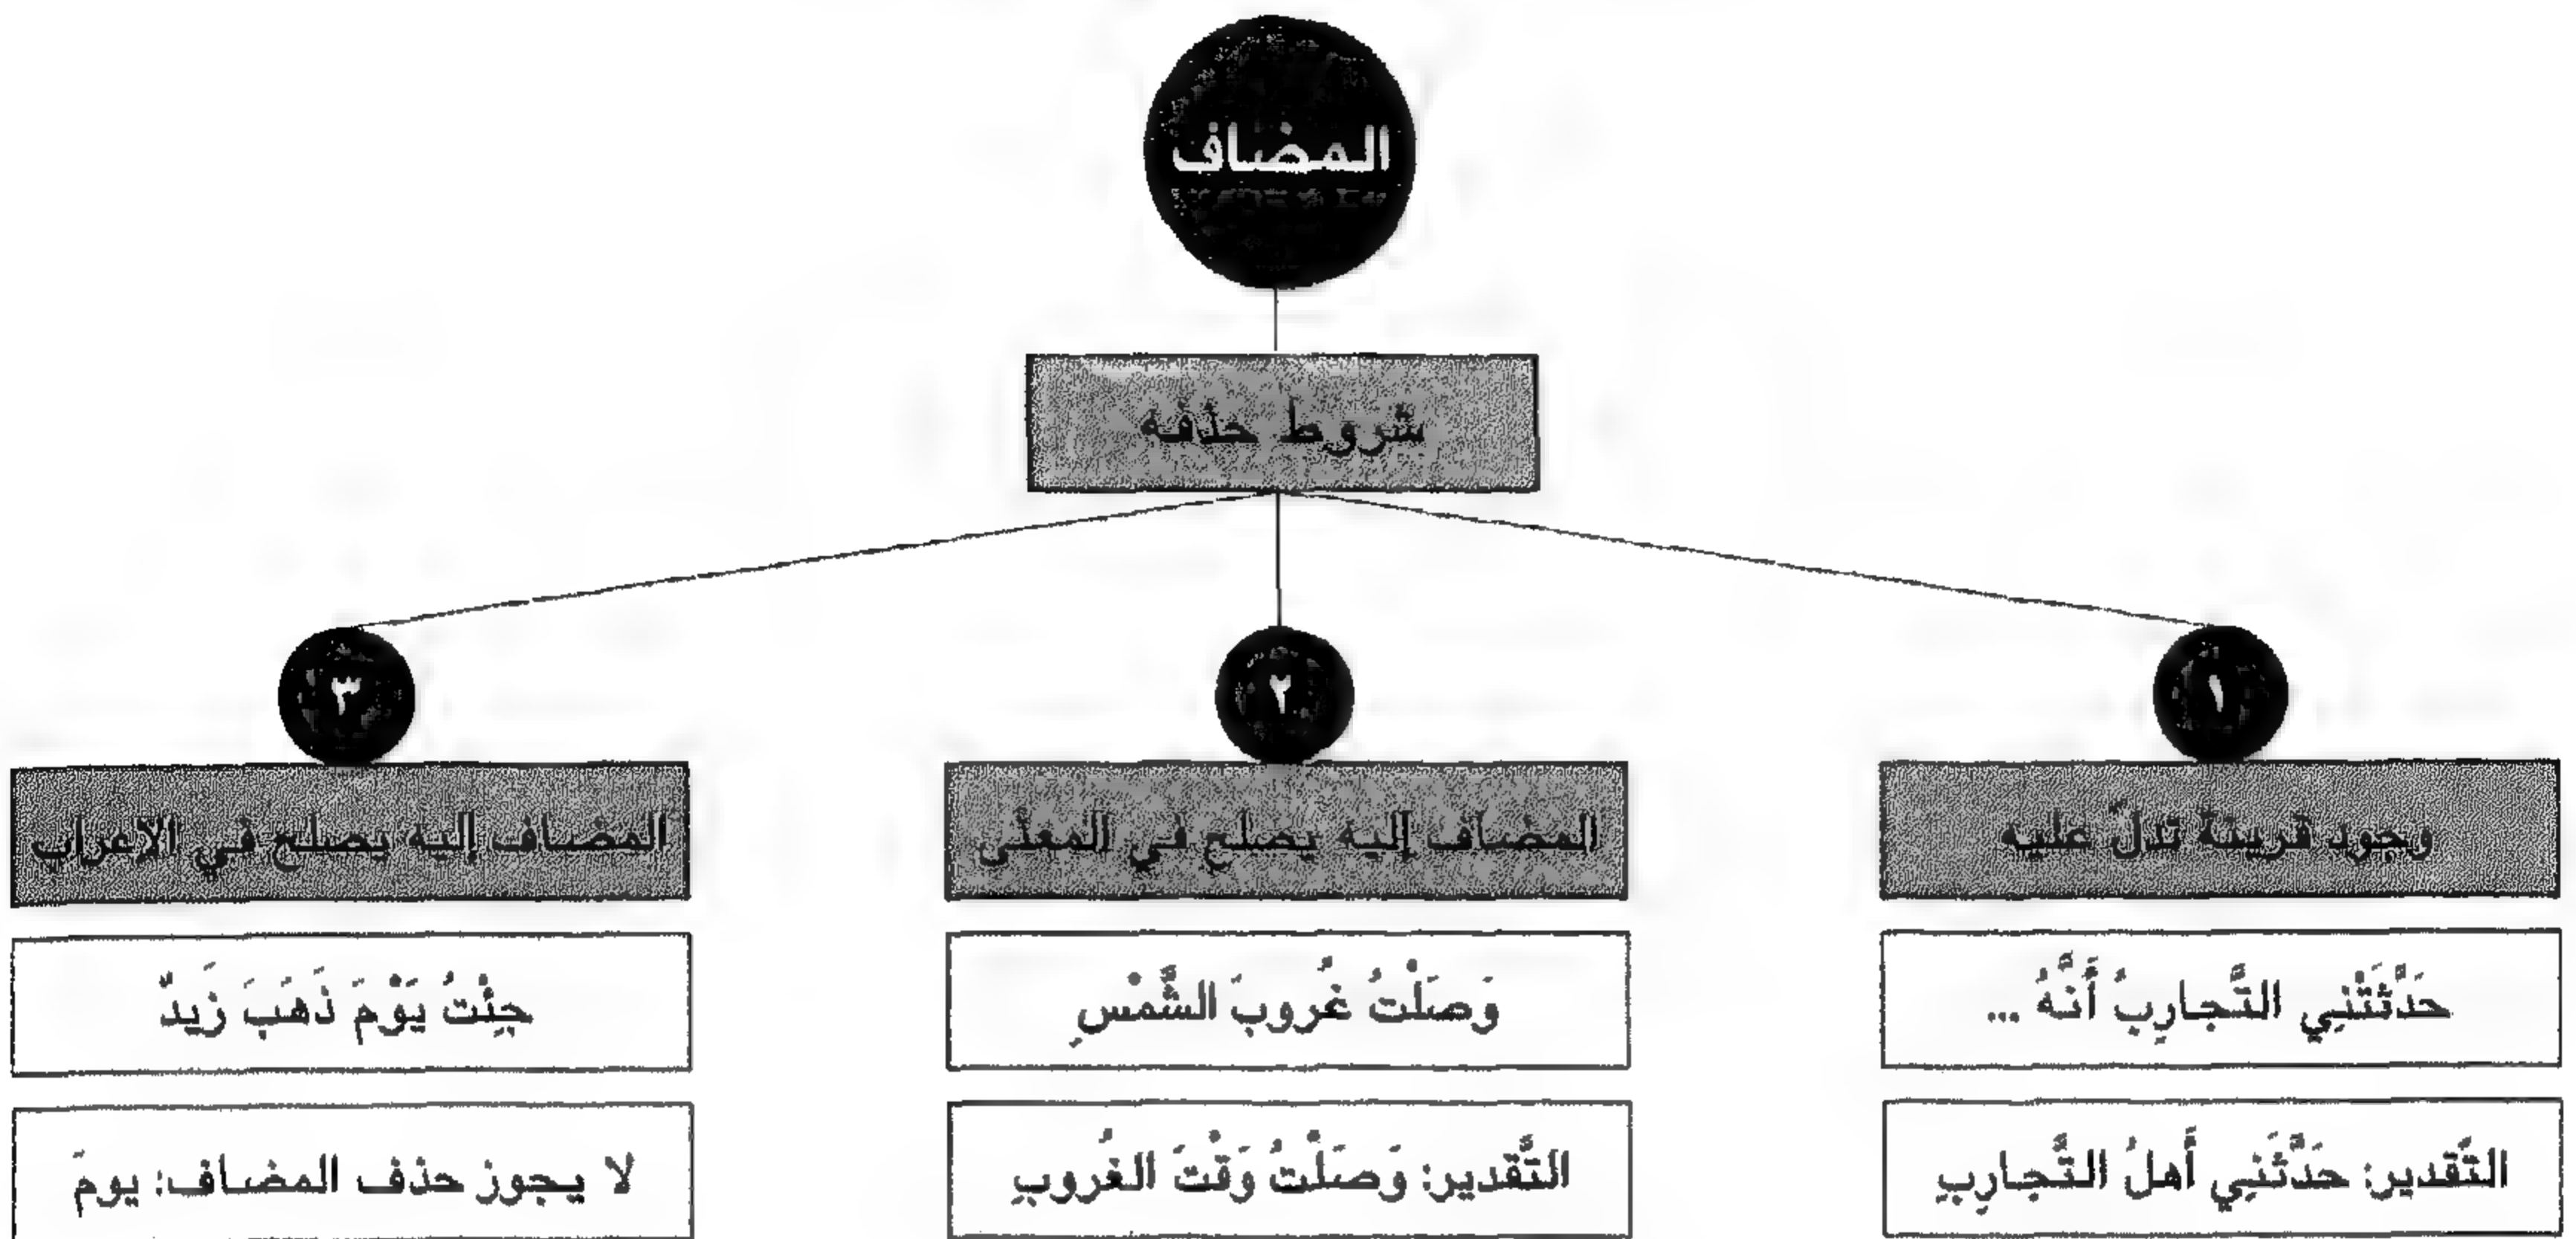 المضاف
شروط حذفه
١
وجود قرينة تدلّ عليه
حَدَّثَتْنِي التَّجارِبُ أَنَّهُ ...
التَّقدير: حَدَّثَنِي أَهلُ التَّجارِبِ
٢
المضاف إليه يصلح في المعنى
وَصَلْتُ غُروبَ الشَّمْسِ
التَّقدير: وَصَلْتُ وَقْتَ الغُروبِ
٣
المضاف إليه يصلح في الإعراب
جِئْتُ يَوْمَ ذَهَبَ زَيدٌ
لا يجوز حذف المضاف: يومَ